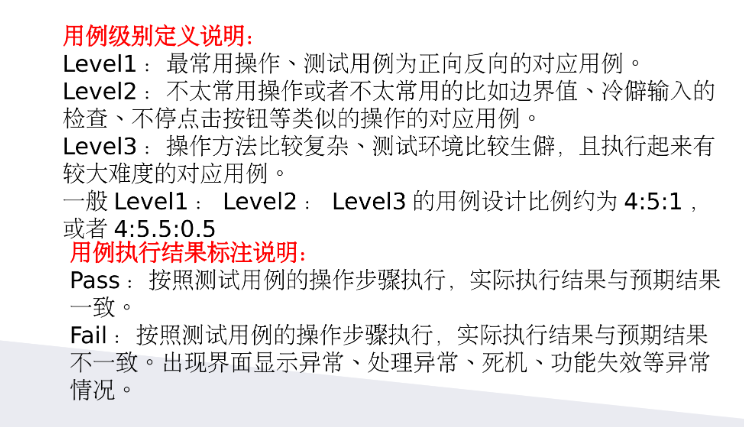 用例级别定义说明:
Level1： 最常用操作、测试用例为正向反向的对应用例。
Level2： 不太常用操作或者不太常用的比如边界值、冷僻输入的
检查、不停点击按钮等类似的操作的对应用例。
Level3： 操作方法比较复杂、测试环境比较生僻，且执行起来有
较大难度的对应用例。
一般 Level1： Level2： Level3 的用例设计比例约为 4:5:1，
或者 4:5.5:0.5
用例执行结果标注说明:
Pass： 按照测试用例的操作步骤执行，实际执行结果与预期结果
一致。
Fail： 按照测试用例的操作步骤执行，实际执行结果与预期结果
不一致。出现界面显示异常、处理异常、死机、功能失效等异常
情况。